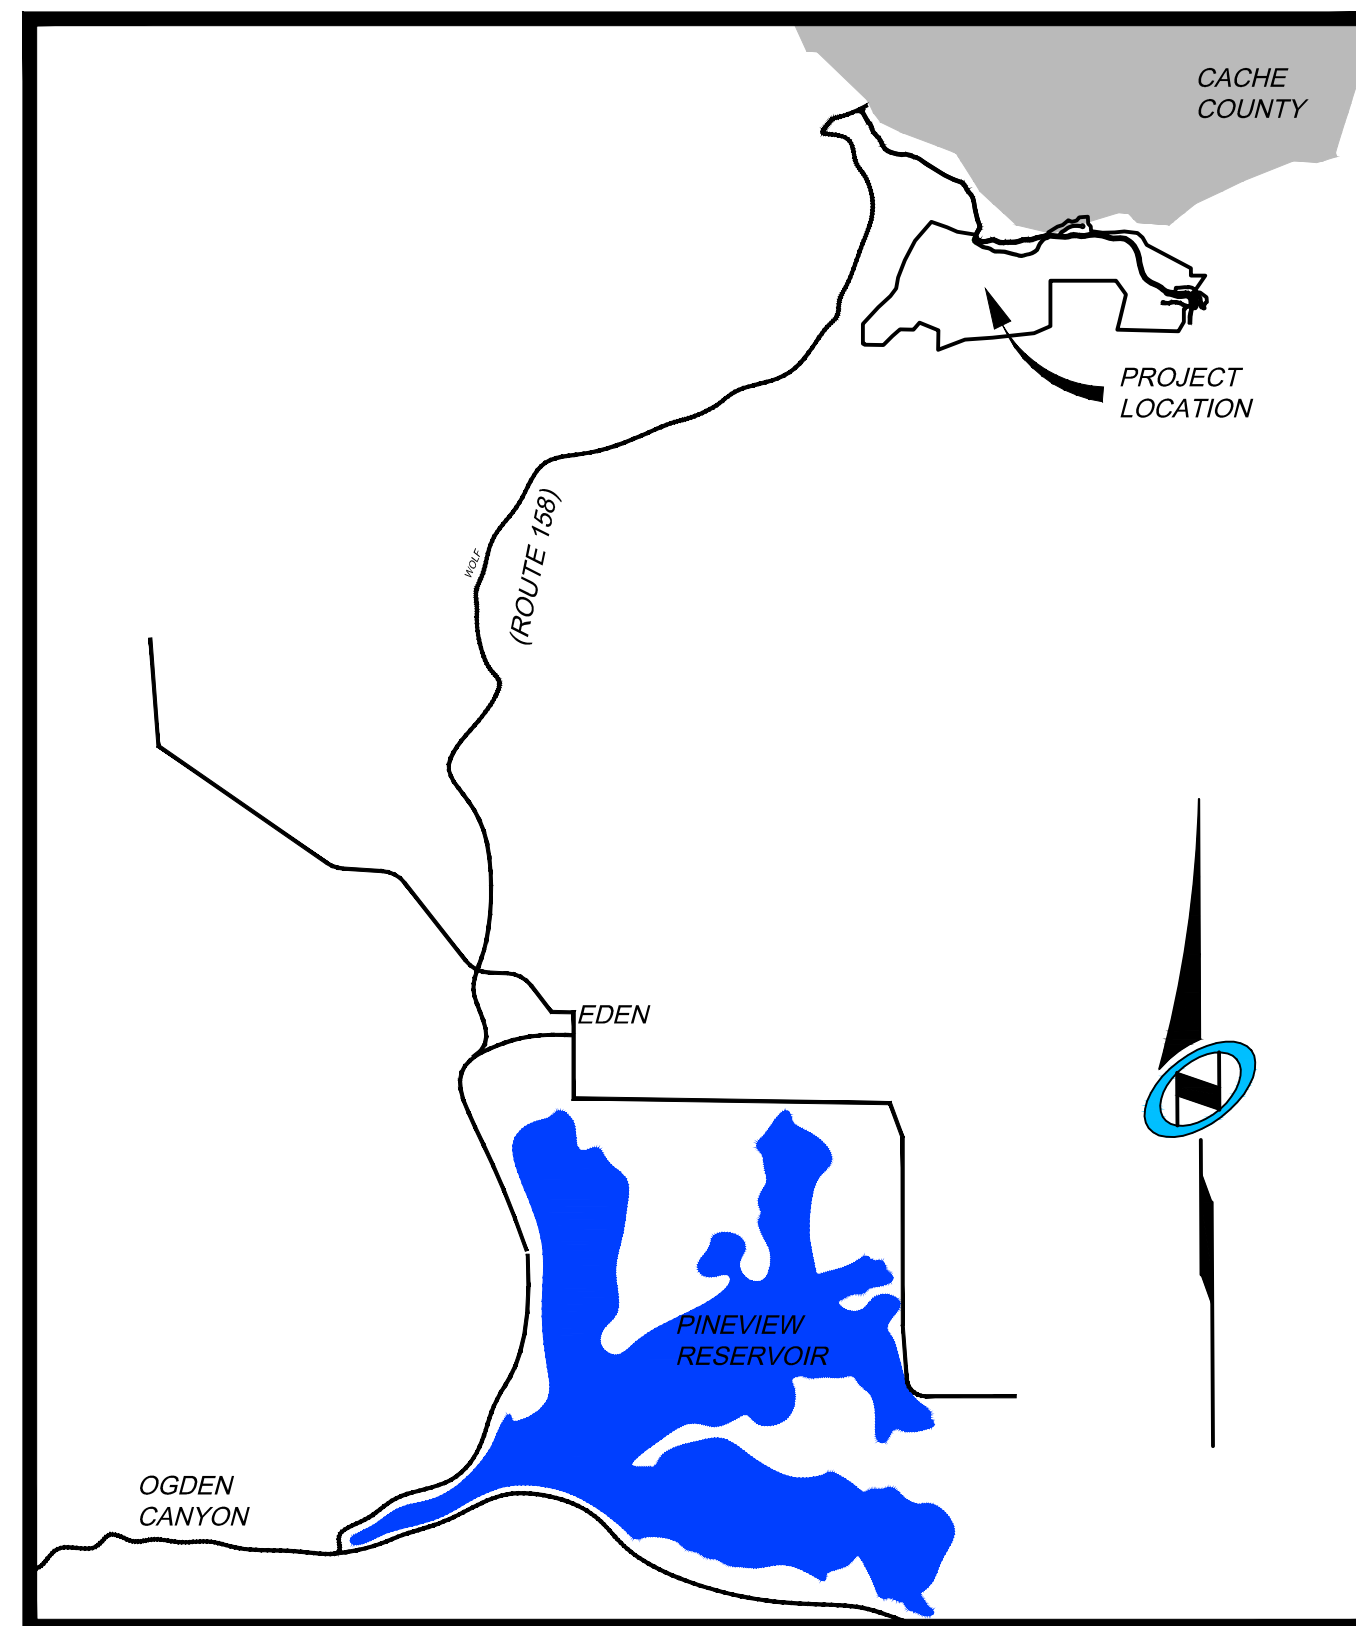 CACHE
COUNTY
PROJECT
LOCATION
(ROUTE 158)
WOLF
EDEN
N
PINEVIEW
RESERVOIR
OGDEN
CANYON